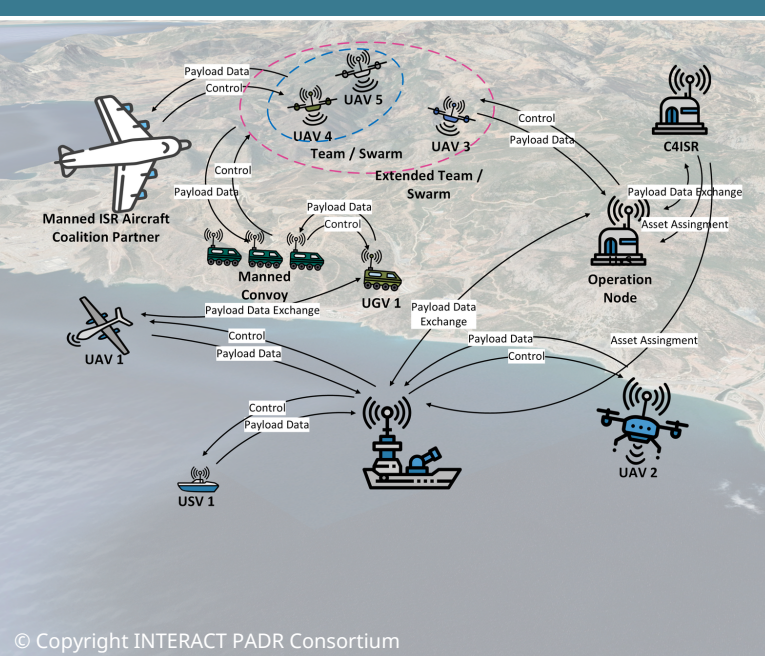 Payload Data
Control
UAV 5
UAV 4
Team / Swarm
UAV 3
Extended Team /
Swarm
Control
Payload Data
C4ISR
Payload Data Exchange
Asset Assingment
Manned ISR Aircraft
Coalition Partner
Control
Payload Data
Payload Data
Control
Manned
Convoy
UGV 1
Operation
Node
Payload Data Exchange
Payload Data
Exchange
UAV 1
Control
Payload Data
Payload Data
Control
Asset Assingment
Control
Payload Data
USV 1
UAV 2
© Copyright INTERACT PADR Consortium